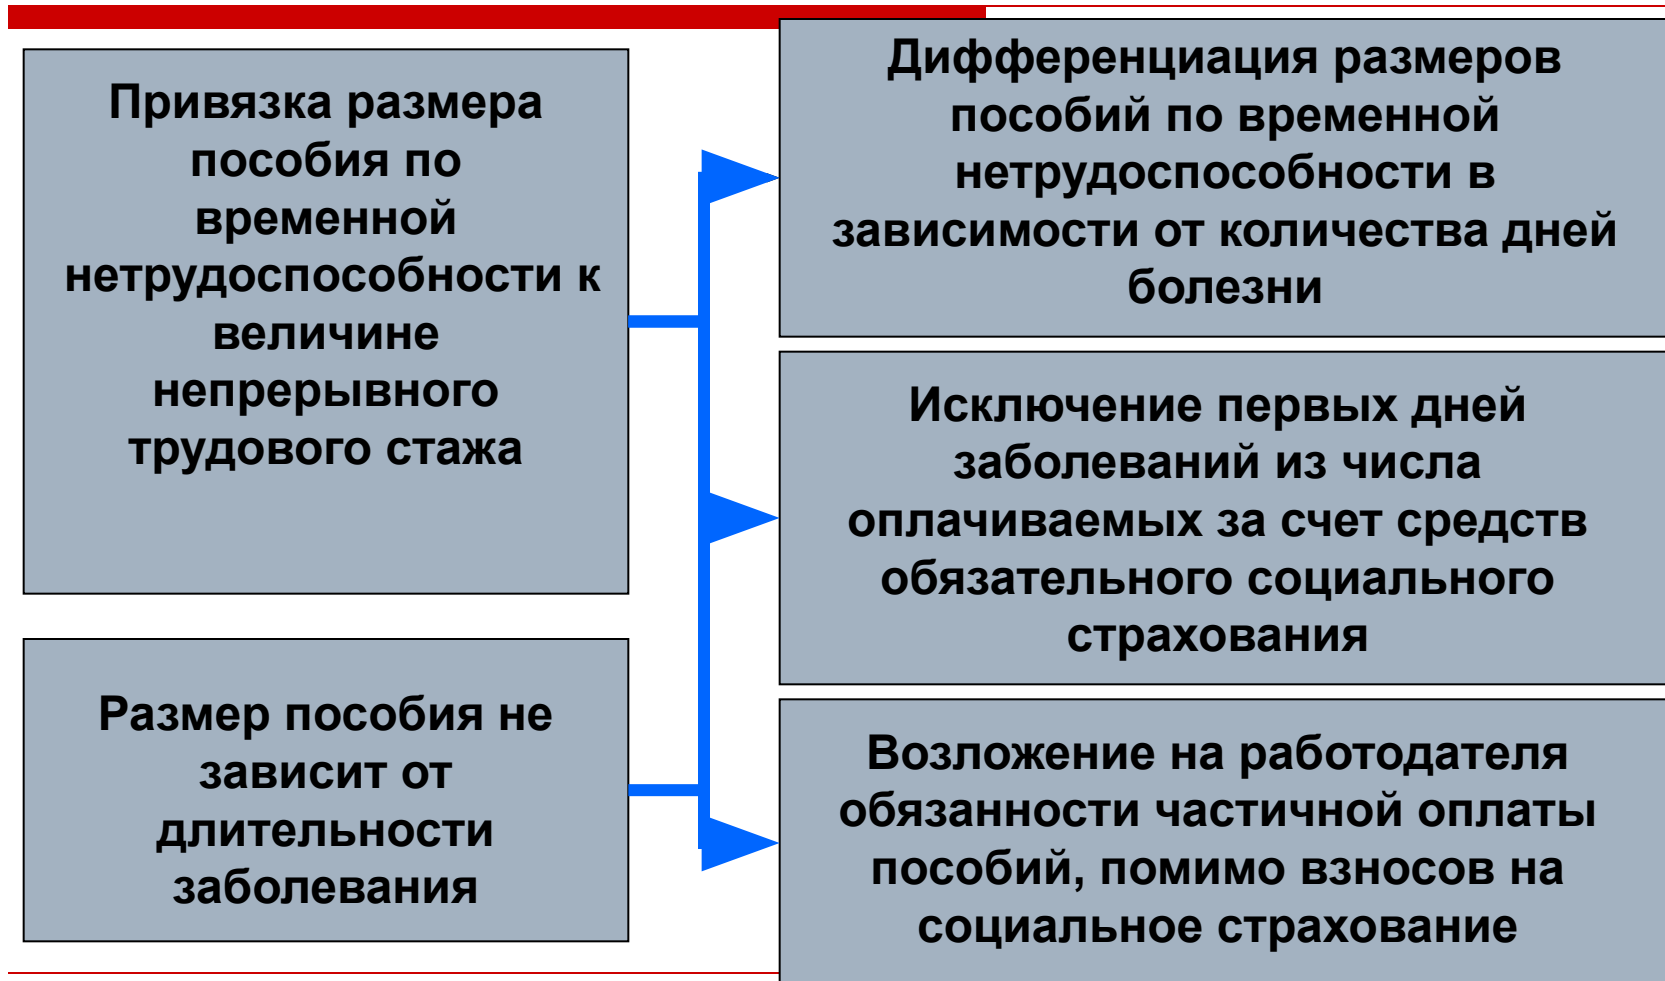 Привязка размера
пособия по
временной
нетрудоспособности к
величине
непрерывного
трудового стажа
Размер пособия не
зависит от
длительности
заболевания
Дифференциация размеров
пособий по временной
нетрудоспособности в
зависимости от количества дней
болезни
Исключение первых дней
заболеваний из числа
оплачиваемых за счет средств
обязательного социального
страхования
Возложение на работодателя
обязанности частичной оплаты
пособий, помимо взносов на
социальное страхование